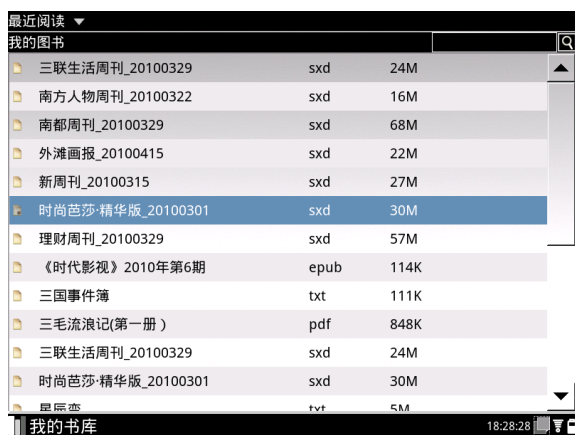 最近阅读
我的图书
三联生活周刊_20100329 sxd 24M
南方人物周刊_20100322 sxd 16M
南都周刊_20100329 sxd 68M
外滩画报_20100415 sxd 22M
新周刊_20100315 sxd 27M
时尚芭莎·精华版_20100301 sxd 30M
理财周刊_20100329 sxd 57M
《时代影视》2010年第6期 epub 114K
三国事件簿 txt 111K
三毛流浪记(第一册） pdf 848K
三联生活周刊_20100329 sxd 24M
时尚芭莎·精华版_20100301 sxd 30M
星辰变 txt 5M
我的书库 18:28:28